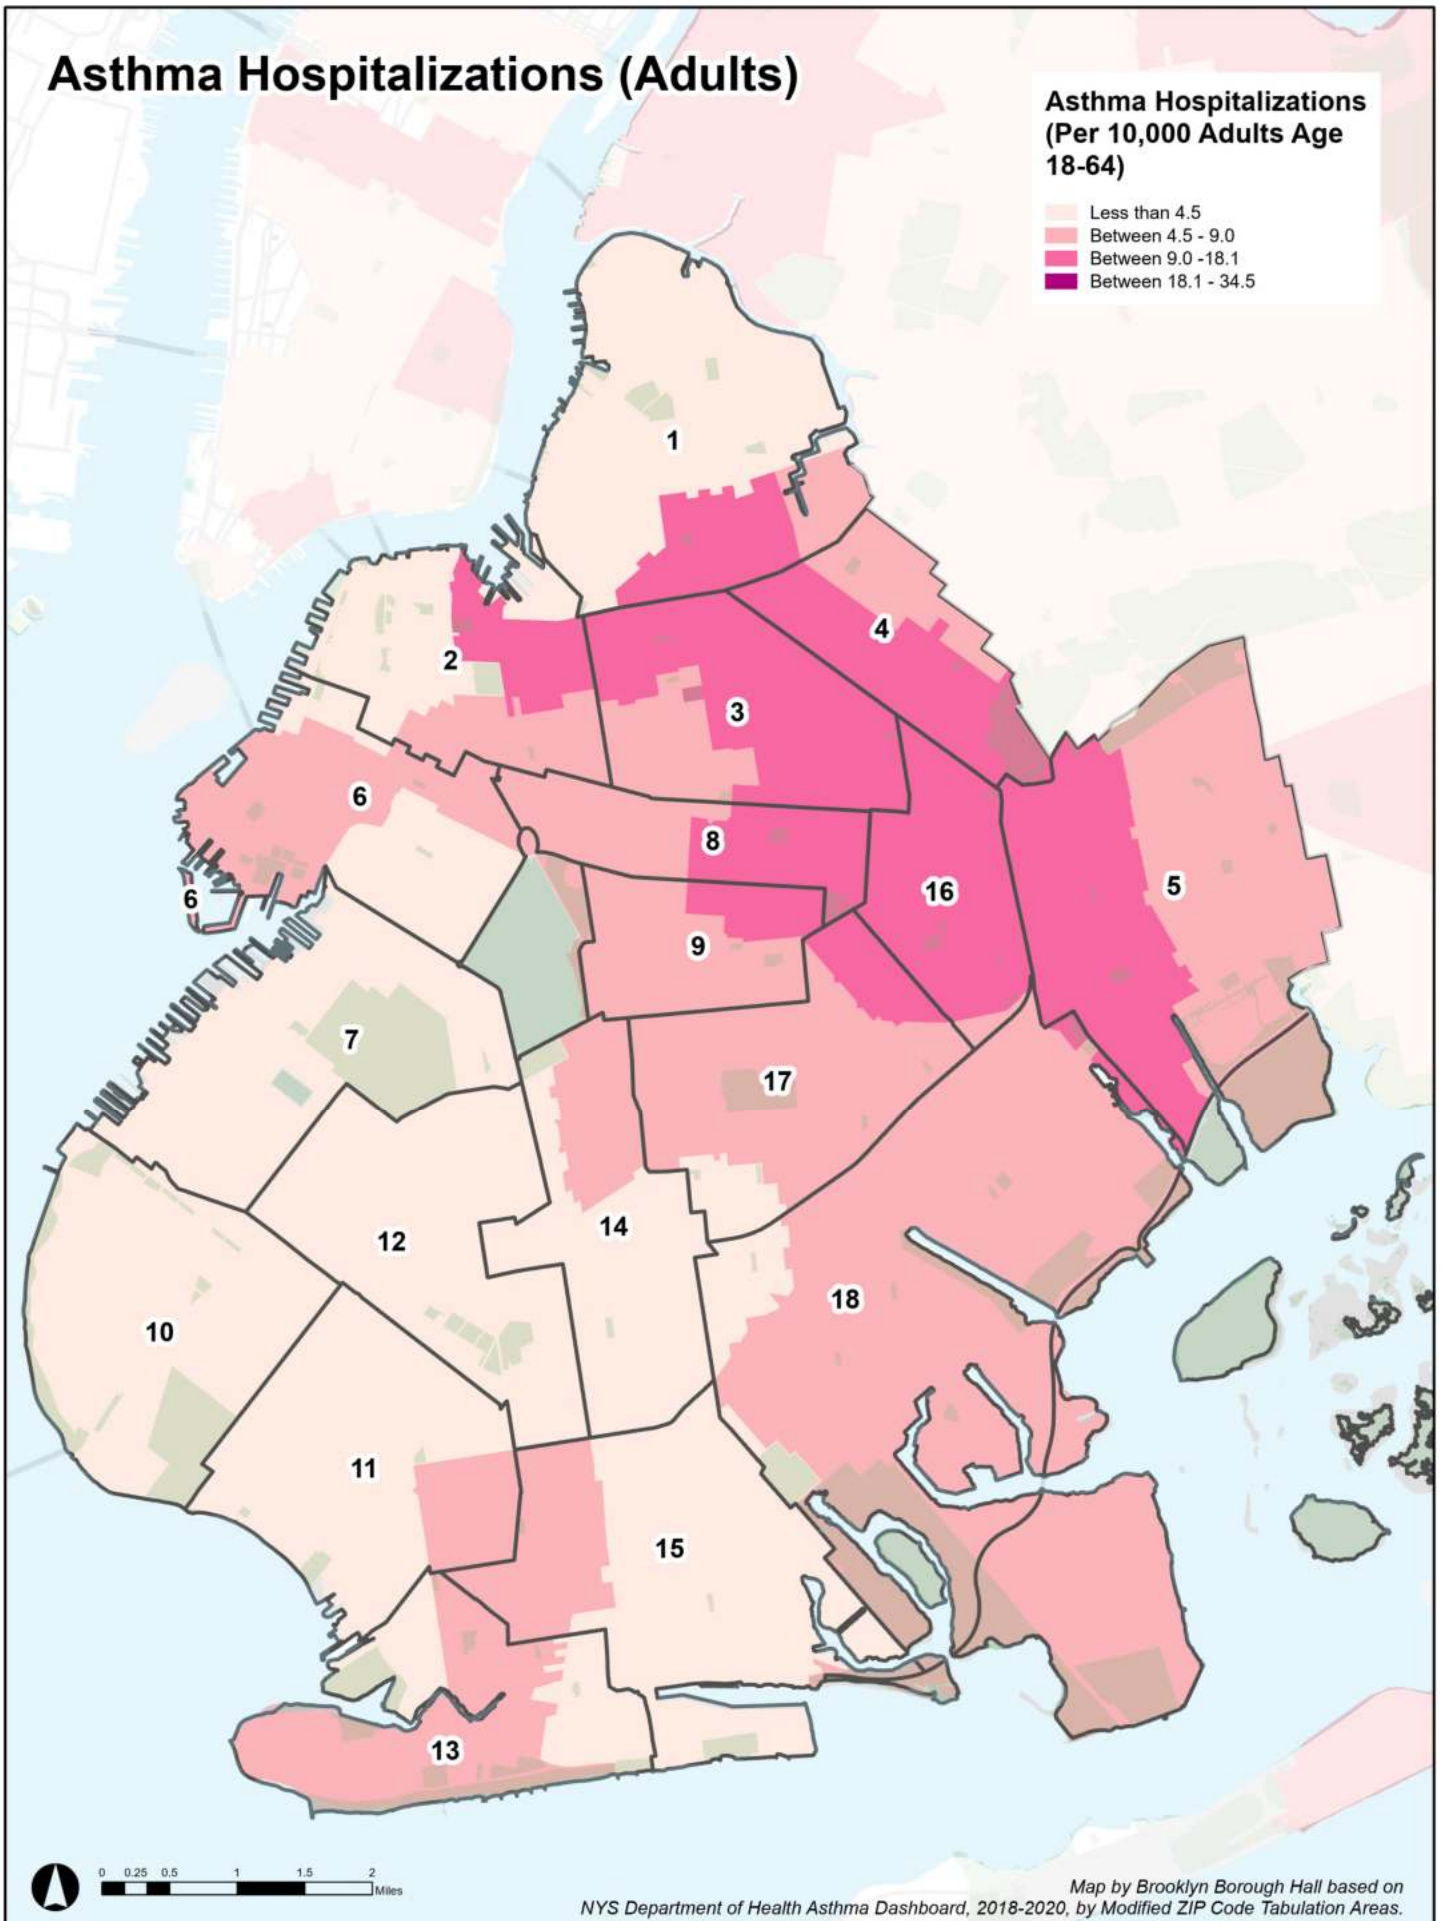 Asthma Hospitalizations (Adults)
Asthma Hospitalizations
(Per 10,000 Adults Age
18-64)
Less than 4.5
Between 4.5 - 9.0
Between 9.0 -18.1
Between 18.1 - 34.5
1
4
2
3
6
8
5
16
6
9
7
17
14
12
18
10
11
15
13
0 0.25 0.5 1 1.5 2
Miles
Map by Brooklyn Borough Hall based on
NYS Department of Health Asthma Dashboard, 2018-2020, by Modified ZIP Code Tabulation Areas.